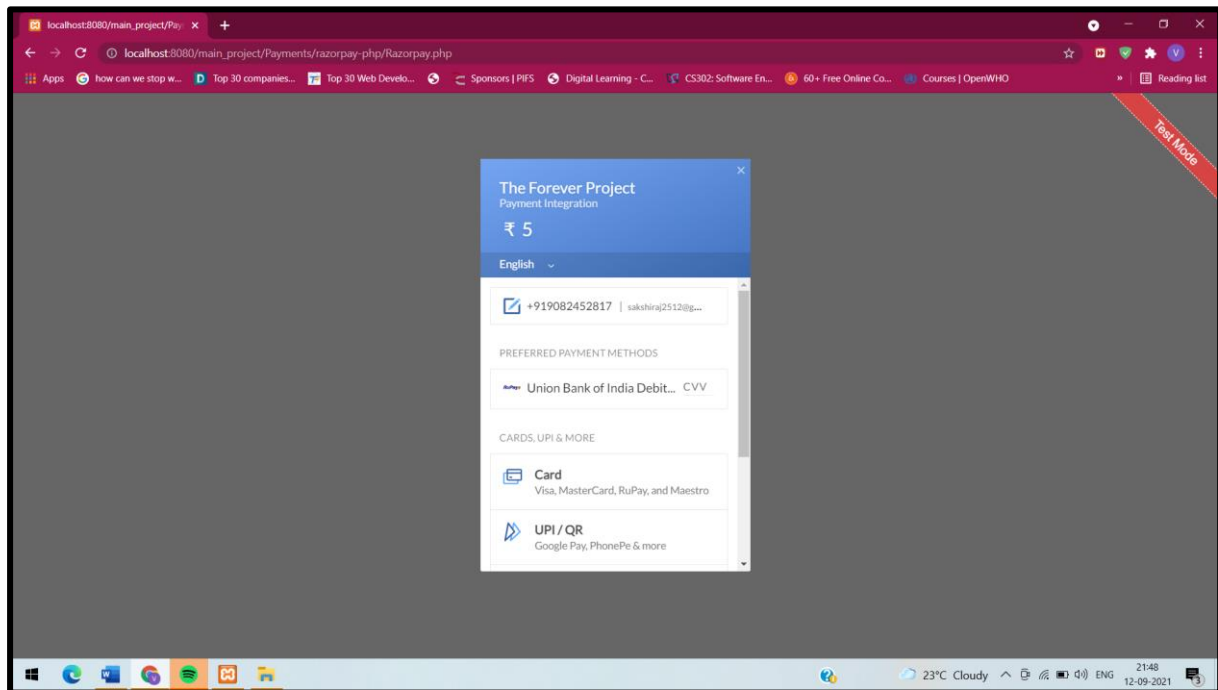 localhost:8080/main_project/Pay
localhost:8080/main_project/Payments/razorpay-php/Razorpay.php
Apps how can we stop w... Top 30 companies... Top 30 Web Develo... Sponsors | PIFS Digital Learning - C... CS302: Software En... 60+ Free Online Co... Courses | OpenWHO » Reading list
Test Mode
The Forever Project
Payment Integration
₹ 5
English
+919082452817 | sakshiraj2512@g...
PREFERRED PAYMENT METHODS
RuPay Union Bank of India Debit... CVV
CARDS, UPI & MORE
Card
Visa, MasterCard, RuPay, and Maestro
UPI / QR
Google Pay, PhonePe & more
23°C Cloudy ENG 21:48
12-09-2021